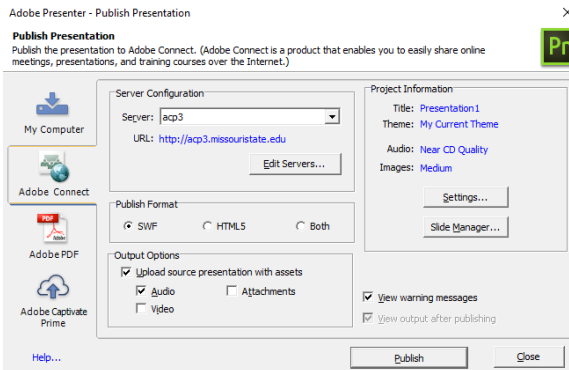 Adobe Presenter - Publish Presentation
Publish Presentation
Publish the presentation to Adobe Connect. (Adobe Connect is a product that enables you to easily share online
meetings, presentations, and training courses over the Internet.)
Pr
My Computer
Adobe Connect
PDF
Adobe
Adobe PDF
Adobe Captivate
Prime
Help...
Server Configuration
Server: acp3
URL: http://acp3.missouristate.edu
Edit Servers...
Publish Format
SWF HTML5 Both
Output Options
Upload source presentation with assets
Audio Attachments
Video
Project Information
Title: Presentation1
Theme: My Current Theme
Audio: Near CD Quality
Images: Medium
Settings...
Slide Manager...
View warning messages
View output after publishing
Publish Close